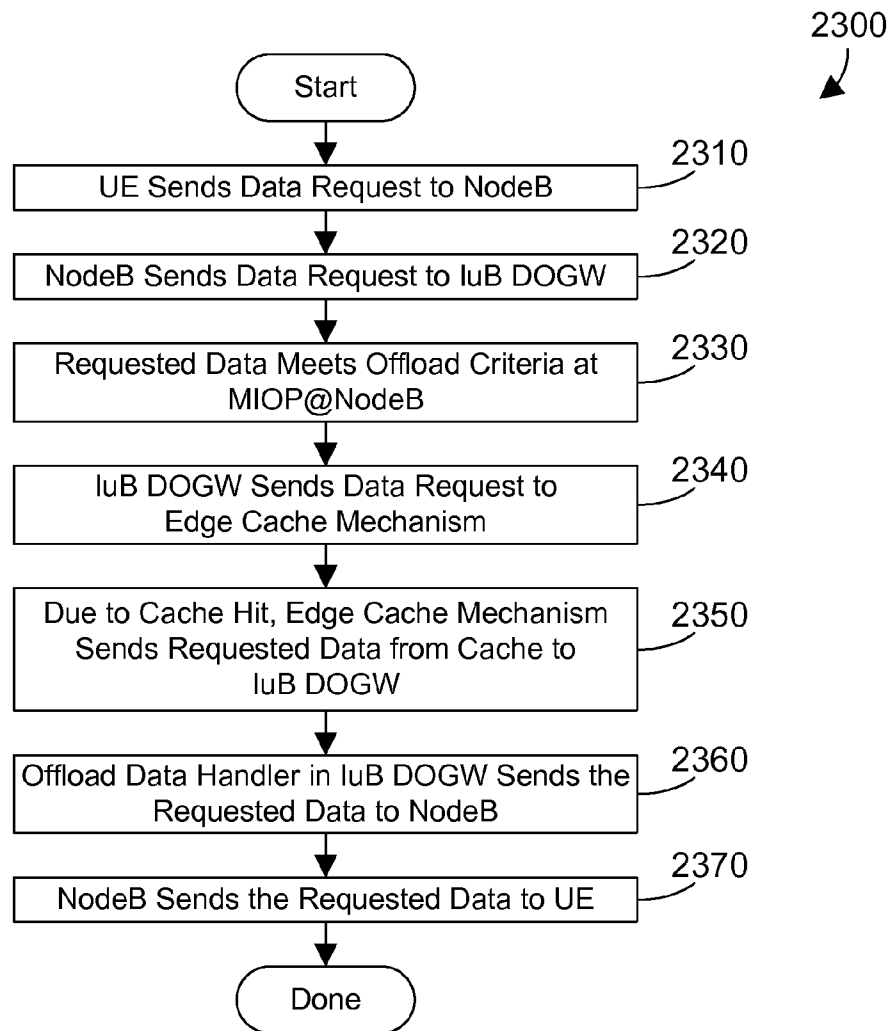 2300
Start
2310
UE Sends Data Request to NodeB
2320
NodeB Sends Data Request to IuB DOGW
2330
Requested Data Meets Offload Criteria at
MIOP@NodeB
2340
IuB DOGW Sends Data Request to
Edge Cache Mechanism
2350
Due to Cache Hit, Edge Cache Mechanism
Sends Requested Data from Cache to
IuB DOGW
2360
Offload Data Handler in IuB DOGW Sends the
Requested Data to NodeB
2370
NodeB Sends the Requested Data to UE
Done